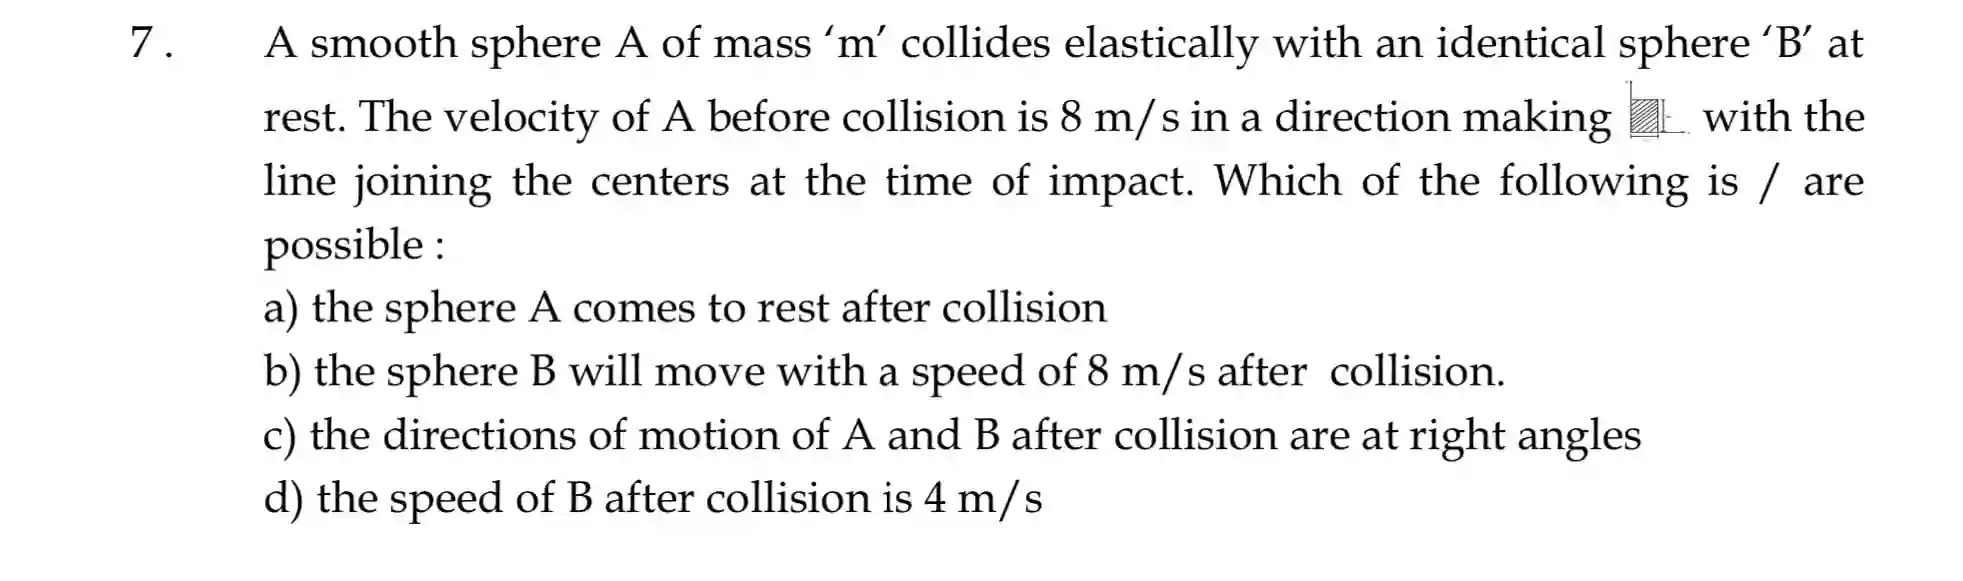 7. A smooth sphere A of mass ‘m’ collides elastically with an identical sphere ‘B’ at
rest. The velocity of A before collision is 8 m/s in a direction making with the
line joining the centers at the time of impact. Which of the following is / are
possible :
a) the sphere A comes to rest after collision
b) the sphere B will move with a speed of 8 m/s after collision.
c) the directions of motion of A and B after collision are at right angles
d) the speed of B after collision is 4 m/s